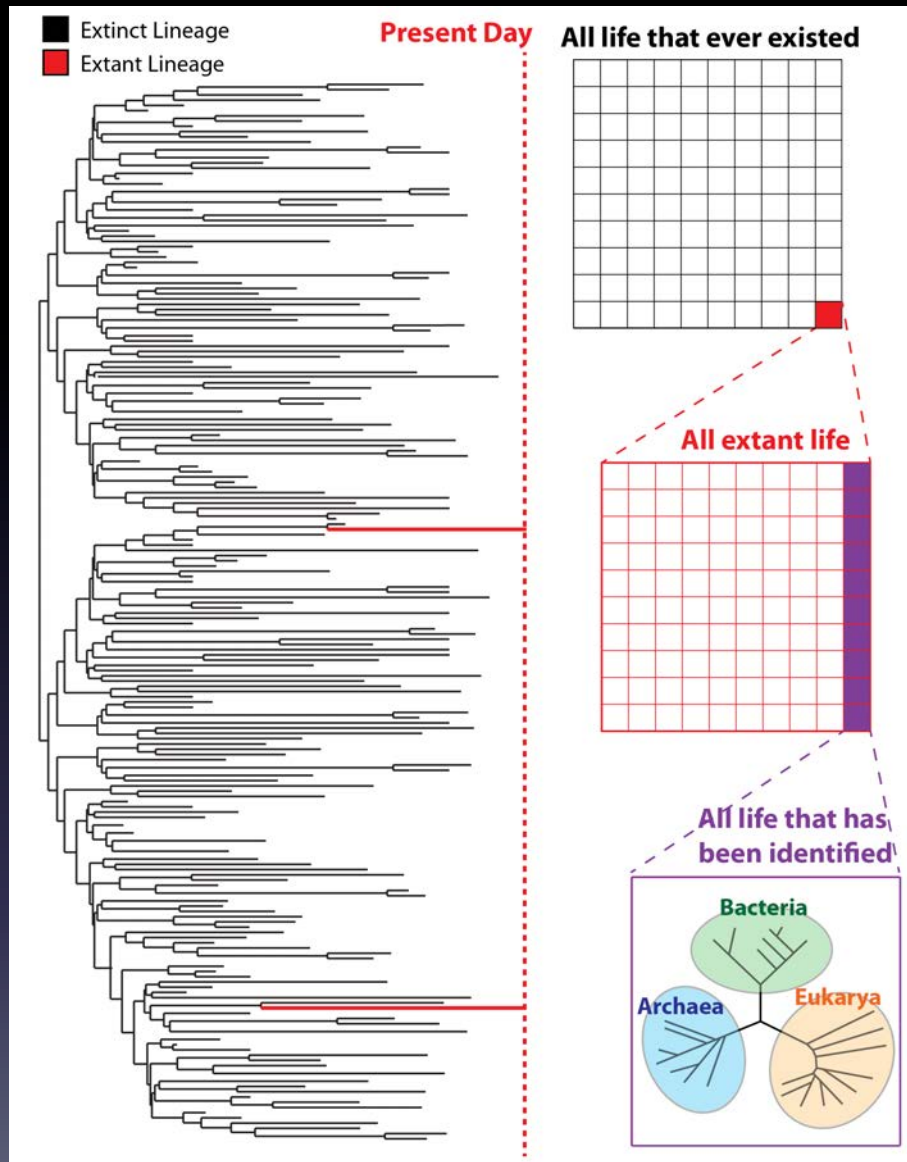 Extinct Lineage
Extant Lineage
Present Day
All life that ever existed
All extant life
All life that has
been identified
Bacteria
Archaea
Eukarya